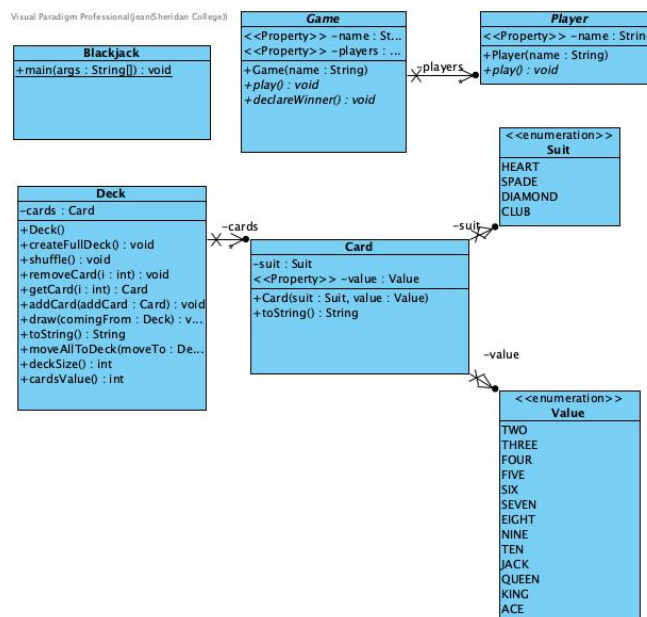 Visual Paradigm Professional(jean(Sheridan College))
Blackjack
+main(args : String[]) : void
Game
<<Property>> -name : St...
<<Property>> -players : ...
+Game(name : String)
+play() : void
+declareWinner() : void
-players
*
Player
<<Property>> -name : String
+Player(name : String)
+play() : void
<<enumeration>>
Suit
HEART
SPADE
DIAMOND
CLUB
Deck
-cards : Card
+Deck()
+createFullDeck() : void
+shuffle() : void
+removeCard(i : int) : void
+getCard(i : int) : Card
+addCard(addCard : Card) : void
+draw(comingFrom : Deck) : v...
+toString() : String
+moveAllToDeck(moveTo : De...
+deckSize() : int
+cardsValue() : int
-cards
*
-suit
Card
-suit : Suit
<<Property>> -value : Value
+Card(suit : Suit, value : Value)
+toString() : String
-value
<<enumeration>>
Value
TWO
THREE
FOUR
FIVE
SIX
SEVEN
EIGHT
NINE
TEN
JACK
QUEEN
KING
ACE